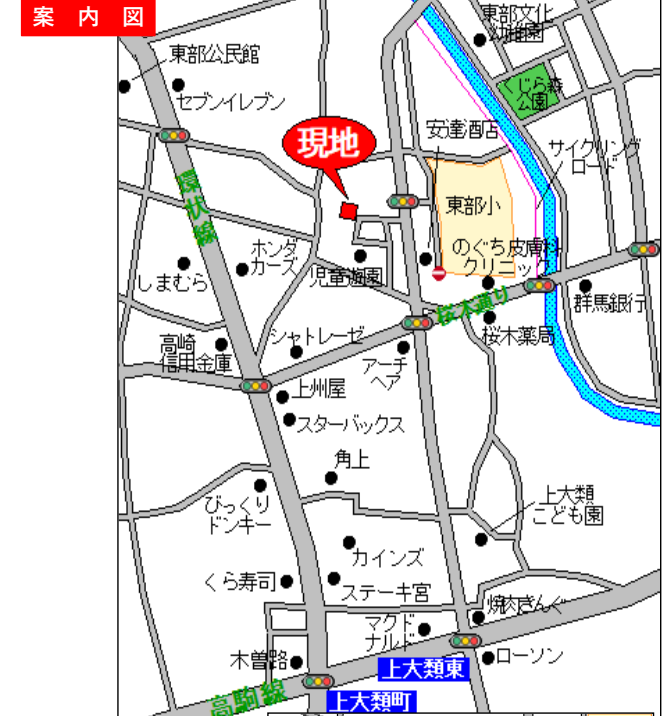 案内図
東部公民館
セブンイレブン
東部文化
幼稚園
くじら森
公園
安達酒店
現地
サイクリング
ロード
東部小
環状線
ホンダ
カーズ
のぐち皮膚科
クリニック
しまむら
児童遊園
群馬銀行
桜木通り
桜木薬局
高崎
信用金庫
シャトレーゼ
アーチ
ヘア
上州屋
スターバックス
角上
びっくり
ドンキー
上大類
こども園
カインズ
くら寿司
ステーキ宮
焼肉きんぐ
マクド
ナルド
木曽路
ローソン
上大類東
高駒線
上大類町